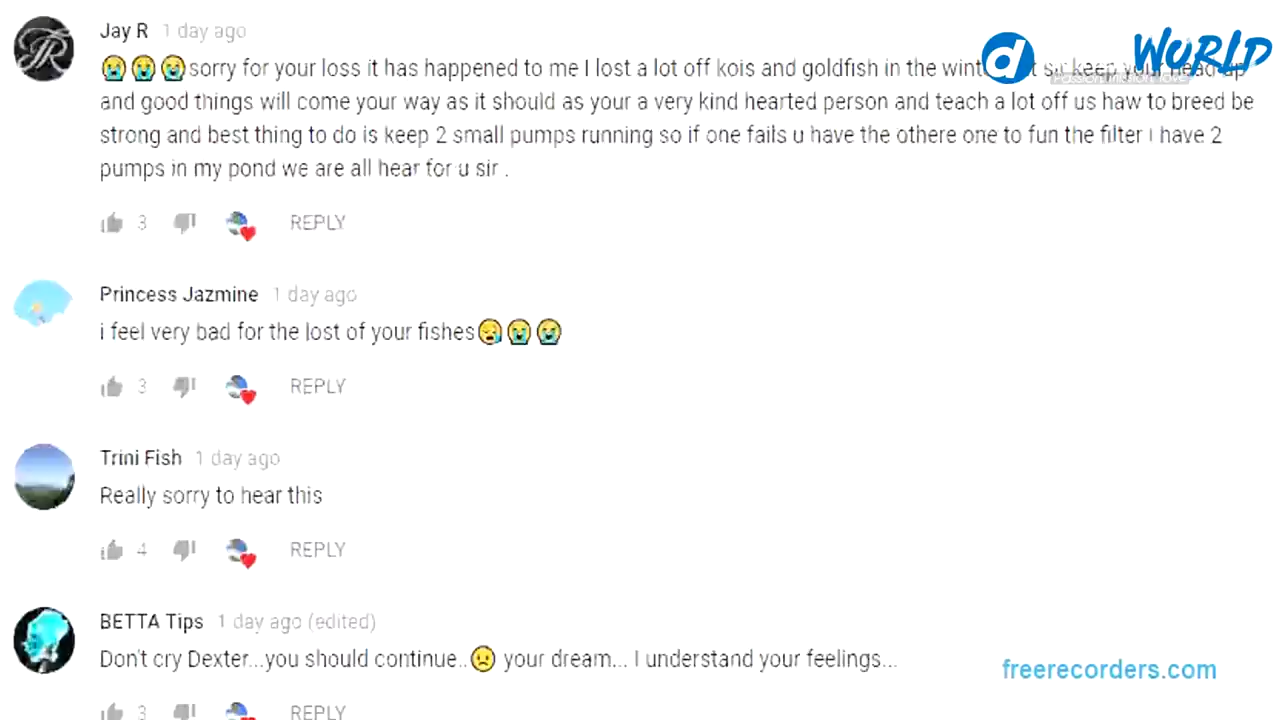 Jay R 1 day ago
😭😭😭sorry for your loss it has happened to me I lost a lot off kois and goldfish in the keep your head up
and good things will come your way as it should as your a very kind hearted person and teach a lot off us haw to breed be
strong and best thing to do is keep 2 small pumps running so if one fails u have the othere one to fun the filter I have 2
pumps in my pond we are all hear for u sir .
3 REPLY
Princess Jazmine 1 day ago
i feel very bad for the lost of your fishes😪😭😭
3 REPLY
Trini Fish 1 day ago
Really sorry to hear this
4 REPLY
BETTA Tips 1 day ago (edited)
Don't cry Dexter...you should continue..🙁 your dream... I understand your feelings...
3 REPLY
d WORLD
freerecorders.com